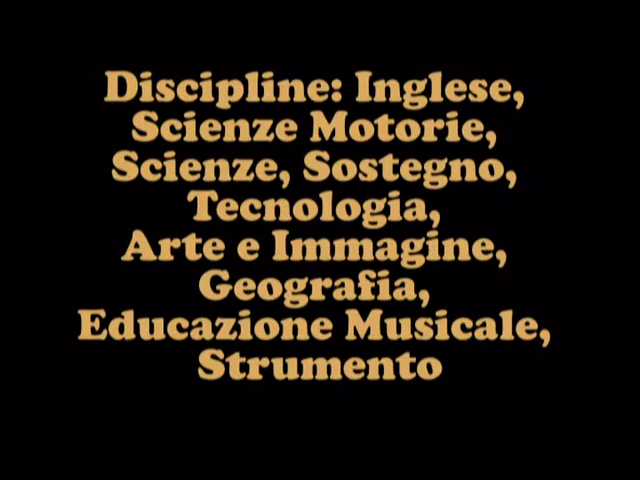 Discipline: Inglese,
Scienze Motorie,
Scienze, Sostegno,
Tecnologia,
Arte e Immagine,
Geografia,
Educazione Musicale,
Strumento